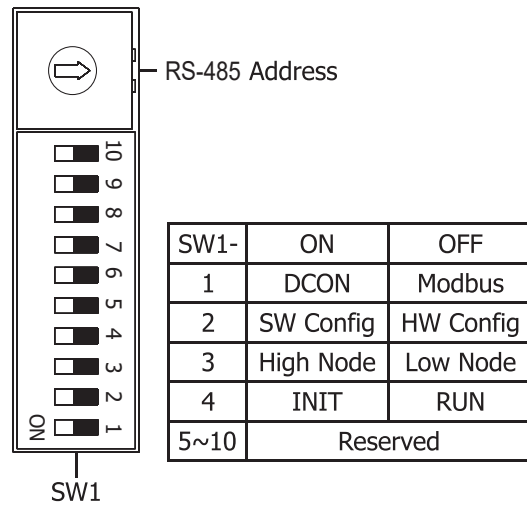 RS-485 Address
10
9
8
7
6
5
4
3
2
1
ON
SW1
SW1- ON OFF
1 DCON Modbus
2 SW Config HW Config
3 High Node Low Node
4 INIT RUN
5~10 Reserved